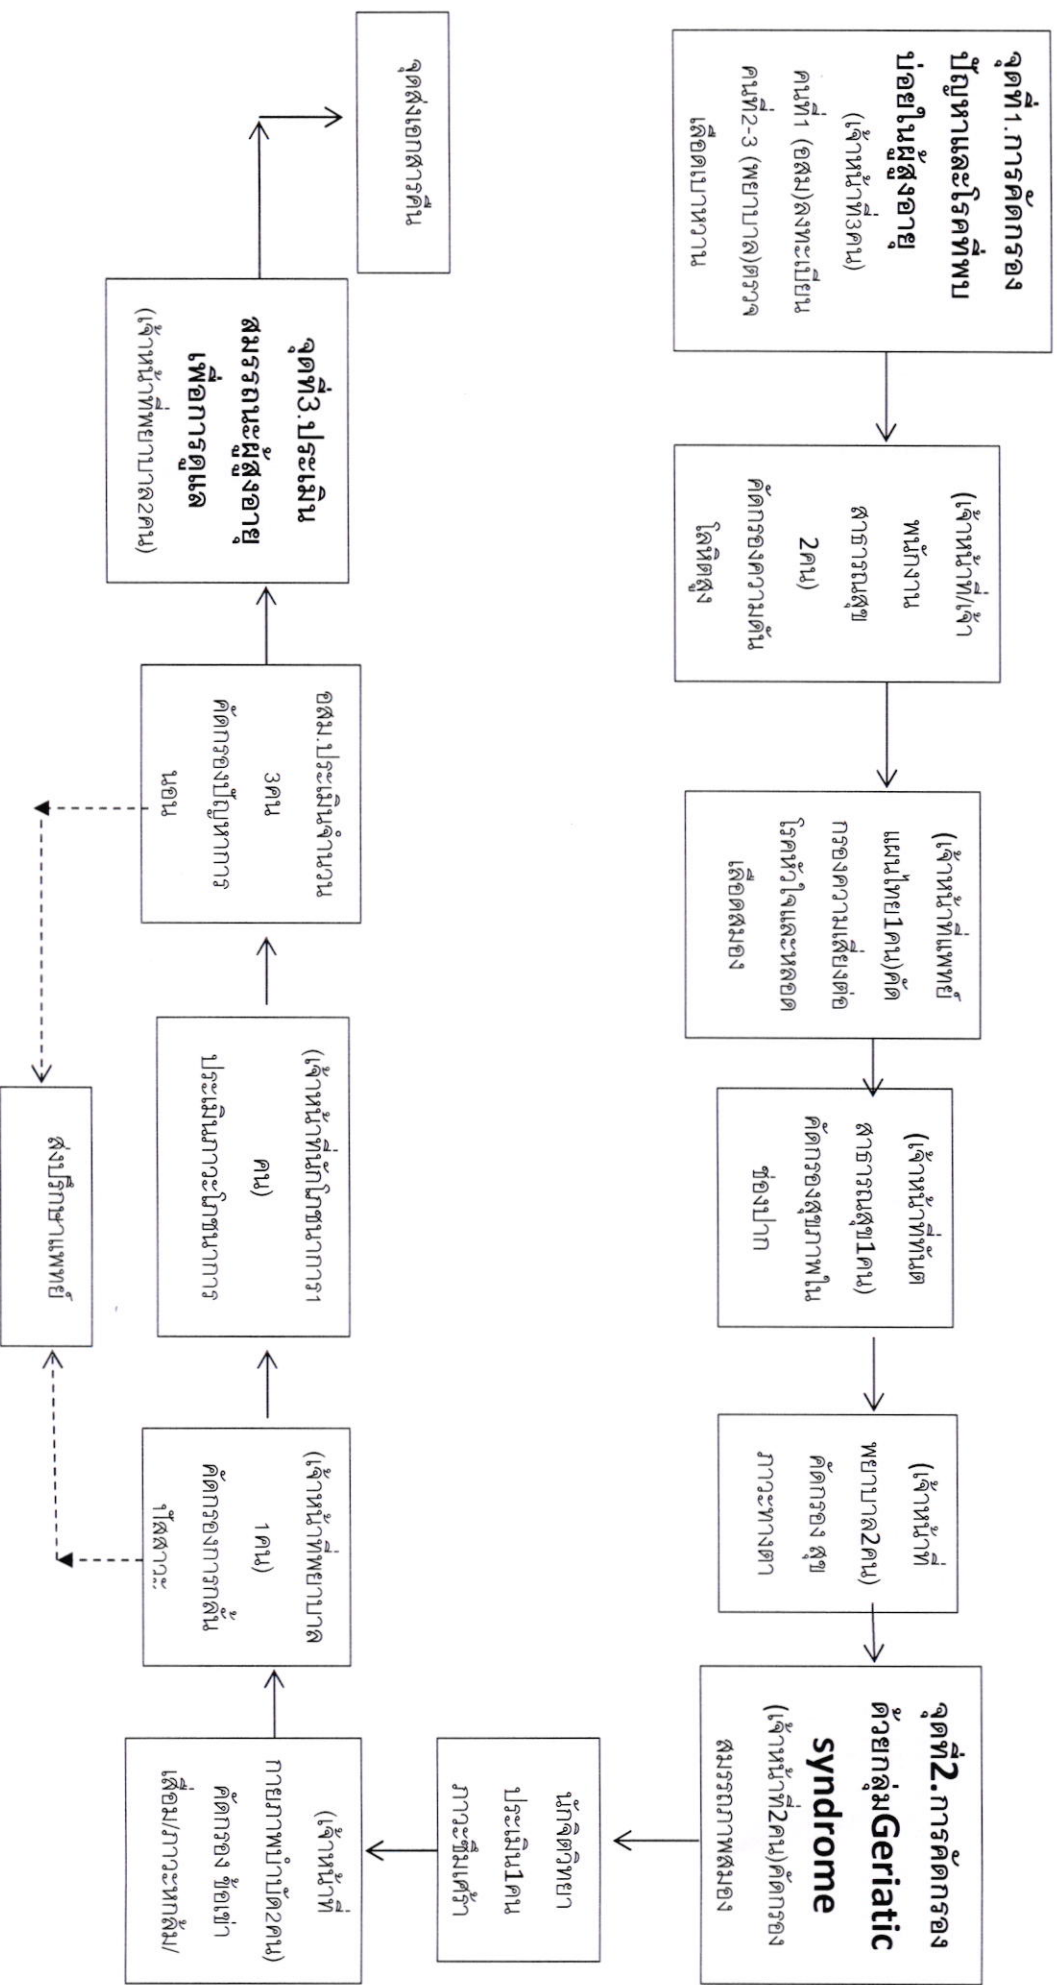 จุดที่1.การคัดกรอง
ปัญหาและโรคที่พบ
บ่อยในผู้สูงอายุ
(เจ้าหน้าที่3คน)
คนที่1 (อสม)ลงทะเบียน
คนที่2-3 (พยาบาล)ตรวจ
เลือดเบาหวาน
(เจ้าหน้าที่/เจ้า
พนักงาน
สาธารณสุข
2คน)
คัดกรองความดัน
โลหิตสูง
(เจ้าหน้าที่แพทย์
แผนไทย1คน)คัด
กรองความเสี่ยงต่อ
โรคหัวใจและหลอด
เลือดสมอง
(เจ้าหน้าที่ทันต
สาธารณสุข1คน)
คัดกรองสุขภาพใน
ช่องปาก
(เจ้าหน้าที่
พยาบาล2คน)
คัดกรอง สุข
ภาวะทางตา
จุดที่2.การคัดกรอง
ด้วยกลุ่มGeriatic
syndrome
(เจ้าหน้าที่2คน)คัดกรอง
สมรรถภาพสมอง
นักจิตวิทยา
ประเมิน1คน
ภาวะซึมเศร้า
(เจ้าหน้าที่
กายภาพบำบัด2คน)
คัดกรอง ข้อเข่า
เสื่อม/ภาวะหกล้ม/
(เจ้าหน้าที่พยาบาล
1คน)
คัดกรองการกลั้น
ปัสสาวะ
(เจ้าหน้าที่นักโภชนาการ1
คน)
ประเมินภาวะโภชนาการ
อสม.ประเมินจำนวน
3คน
คัดกรองปัญหาการ
นอน
ส่งปรึกษาแพทย์
จุดที่3.ประเมิน
สมรรถนะผู้สูงอายุ
เพื่อการดูแล
(เจ้าหน้าที่พยาบาล2คน)
จุดส่งเอกสารคืน